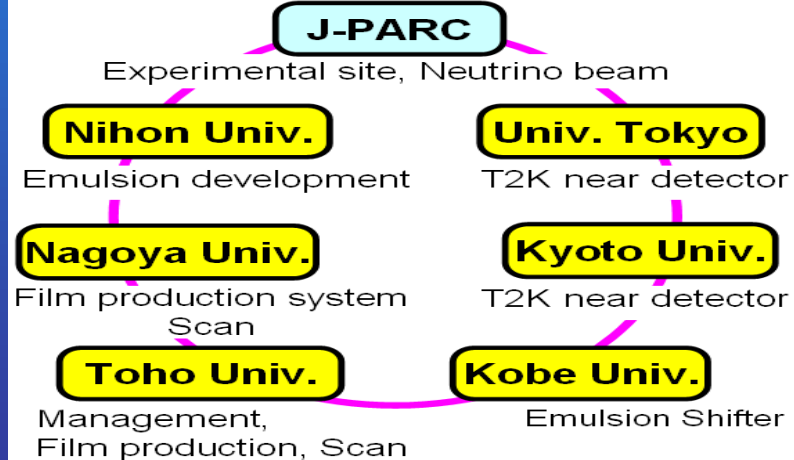 J-PARC
Experimental site, Neutrino beam
Nihon Univ.
Emulsion development
Univ. Tokyo
T2K near detector
Nagoya Univ.
Film production system
Scan
Kyoto Univ.
T2K near detector
Toho Univ.
Management,
Film production, Scan
Kobe Univ.
Emulsion Shifter